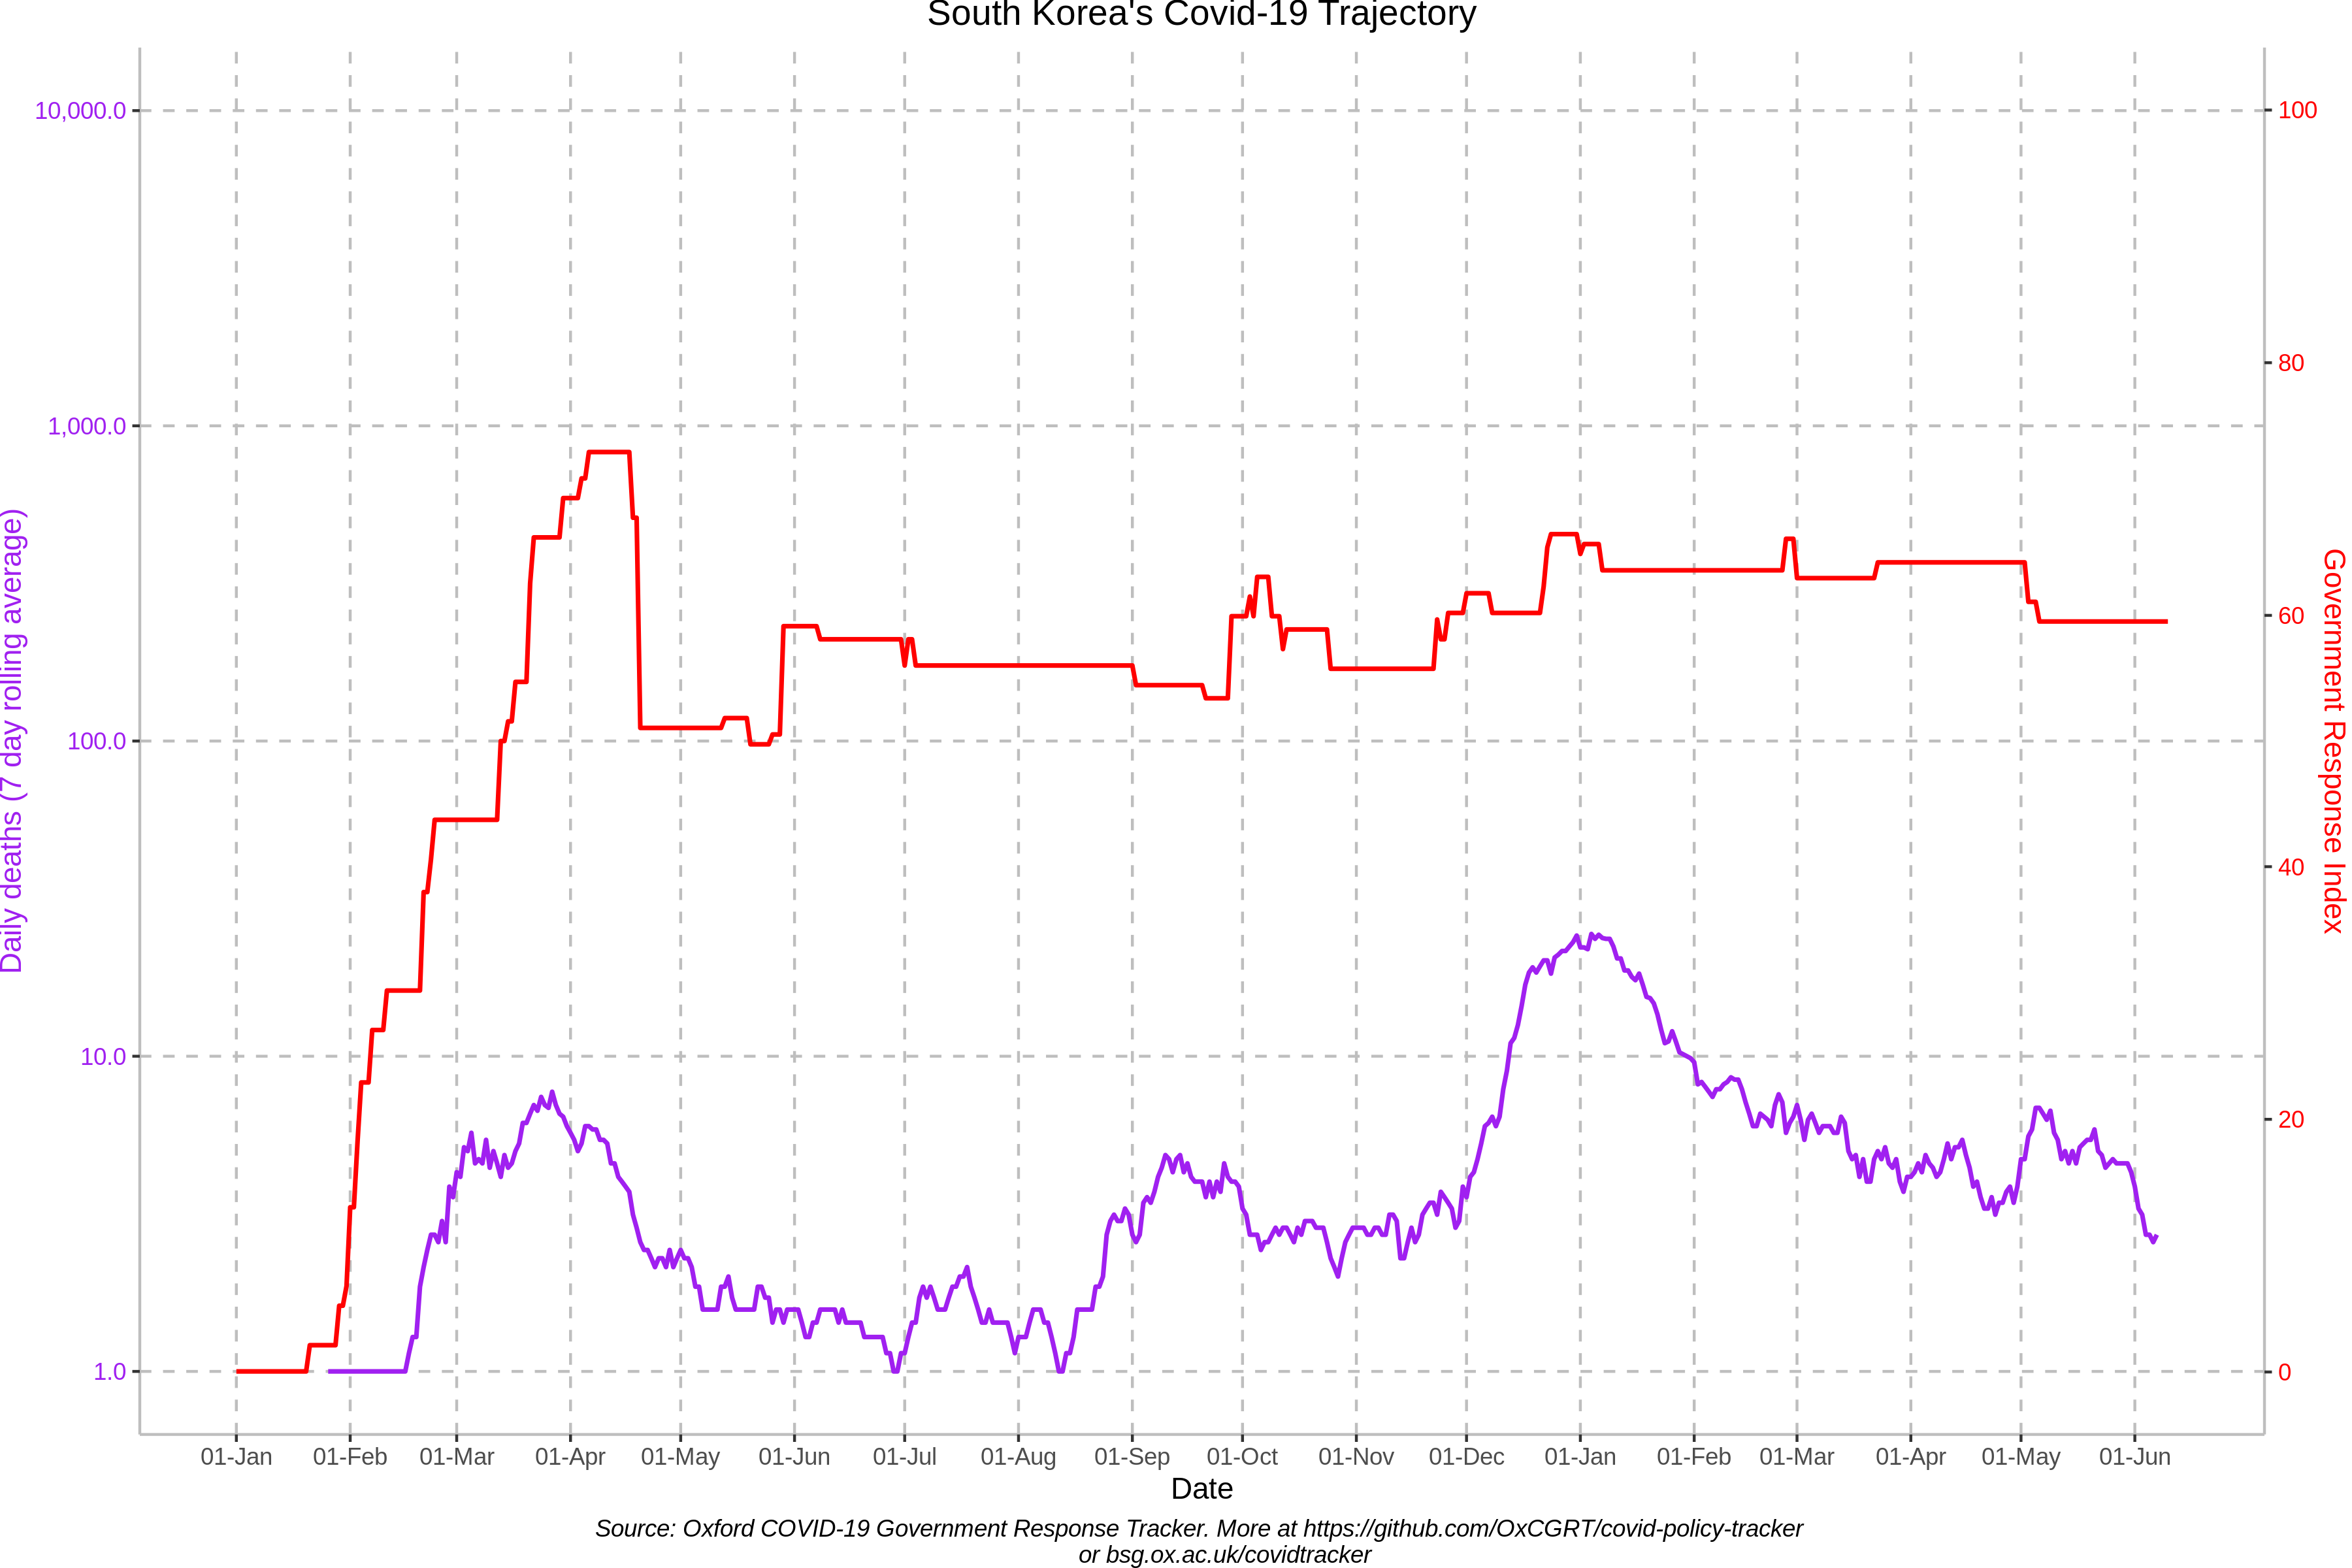 South Korea's Covid-19 Trajectory
10,000.0
1,000.0
100.0
10.0
1.0
Daily deaths (7 day rolling average)
100
80
60
40
20
0
Government Response Index
01-Jan 01-Feb 01-Mar 01-Apr 01-May 01-Jun 01-Jul 01-Aug 01-Sep 01-Oct 01-Nov 01-Dec 01-Jan 01-Feb 01-Mar 01-Apr 01-May 01-Jun
Date
Source: Oxford COVID-19 Government Response Tracker. More at https://github.com/OxCGRT/covid-policy-tracker
or bsg.ox.ac.uk/covidtracker